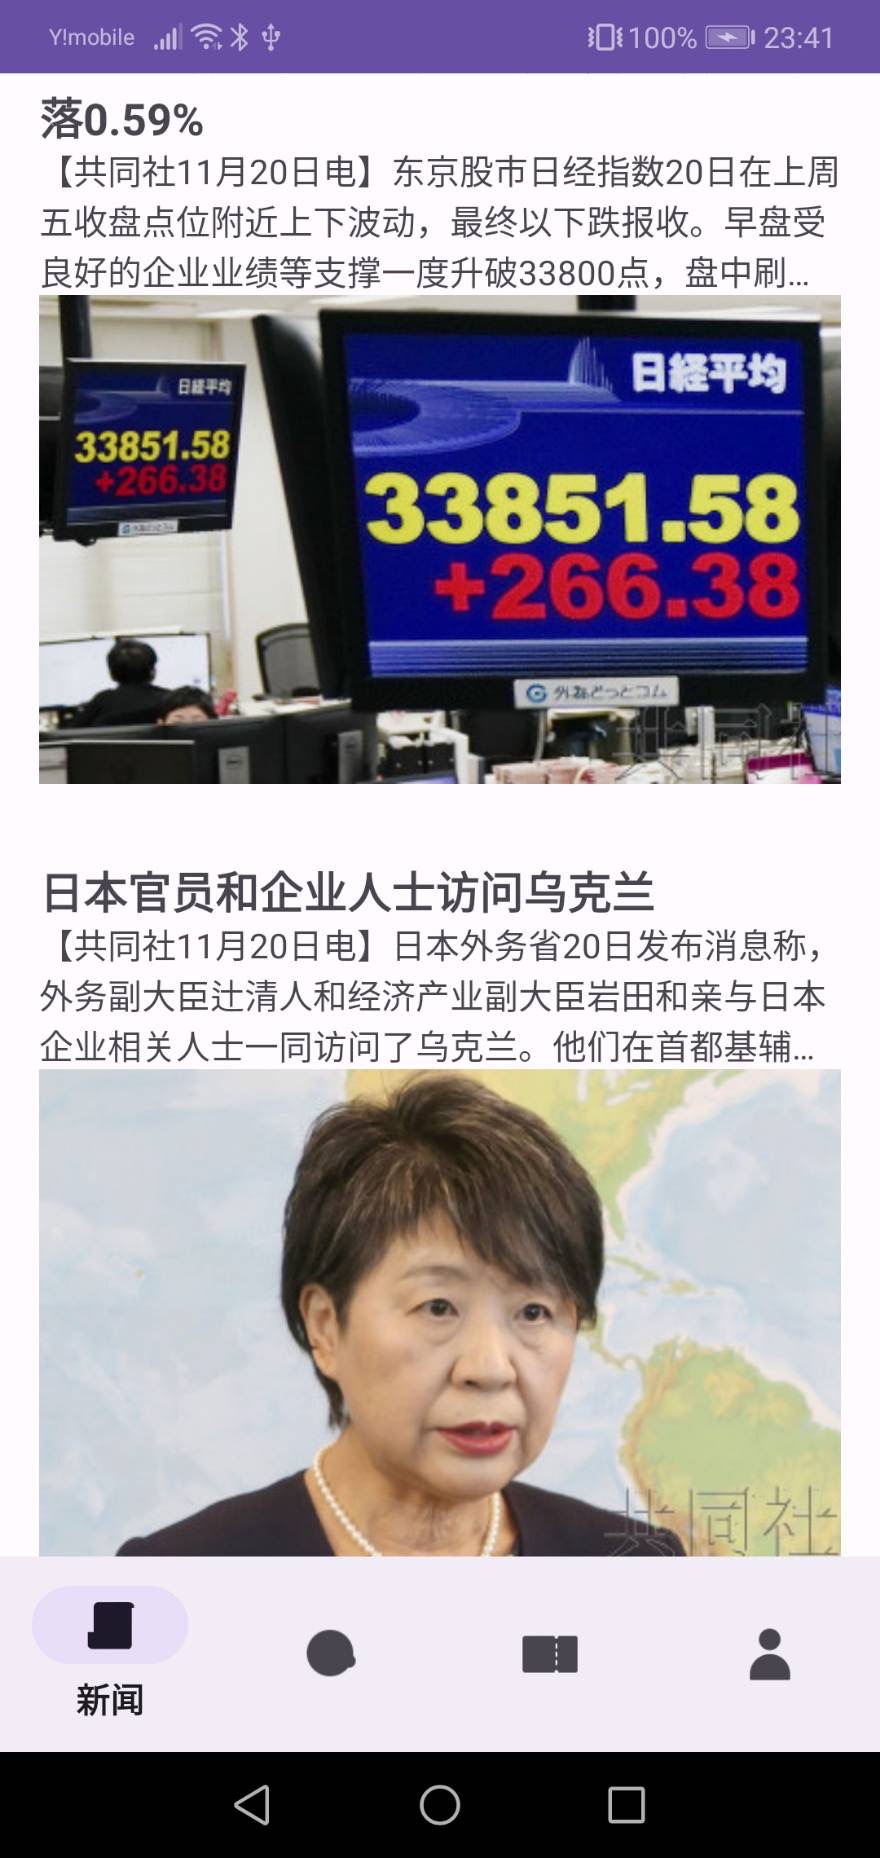 Y!mobile 100% 23:41
落0.59%
【共同社11月20日电】东京股市日经指数20日在上周
五收盘点位附近上下波动，最终以下跌报收。早盘受
良好的企业业绩等支撑一度升破33800点，盘中刷...
日経平均
33851.58
+266.38
日経平均
33851.58
+266.38
外為どっとコム
共同社
日本官员和企业人士访问乌克兰
【共同社11月20日电】日本外务省20日发布消息称，
外务副大臣辻清人和经济产业副大臣岩田和亲与日本
企业相关人士一同访问了乌克兰。他们在首都基辅...
共同社
新闻